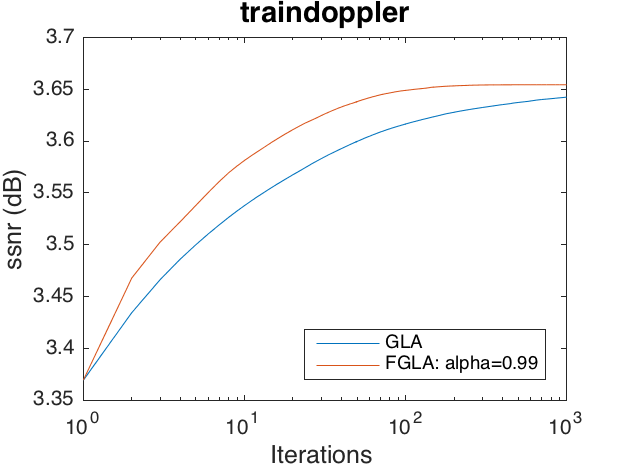 traindoppler
3.7
3.65
3.6
3.55
3.5
3.45
3.4
3.35
ssnr (dB)
GLA
FGLA: alpha=0.99
10^0 10^1 10^2 10^3
Iterations